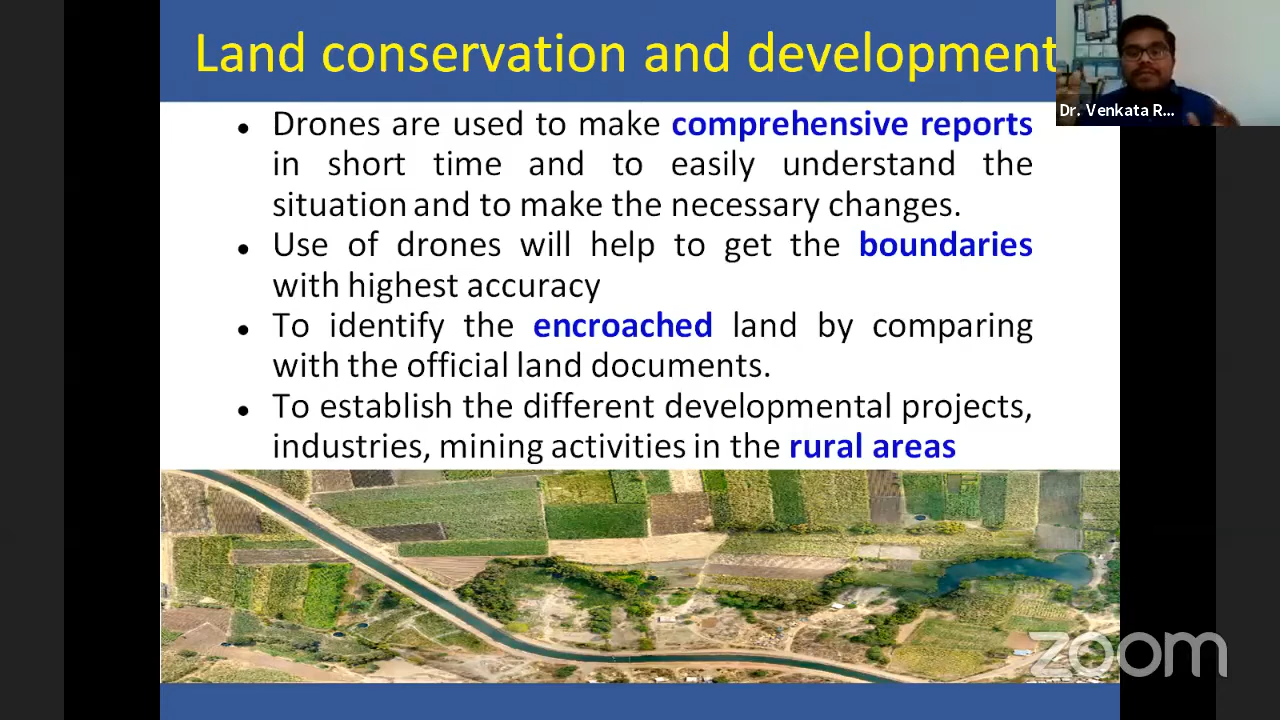 Land conservation and development
Dr. Venkata R...
• Drones are used to make comprehensive reports
in short time and to easily understand the
situation and to make the necessary changes.
• Use of drones will help to get the boundaries
with highest accuracy
• To identify the encroached land by comparing
with the official land documents.
• To establish the different developmental projects,
industries, mining activities in the rural areas
zoom